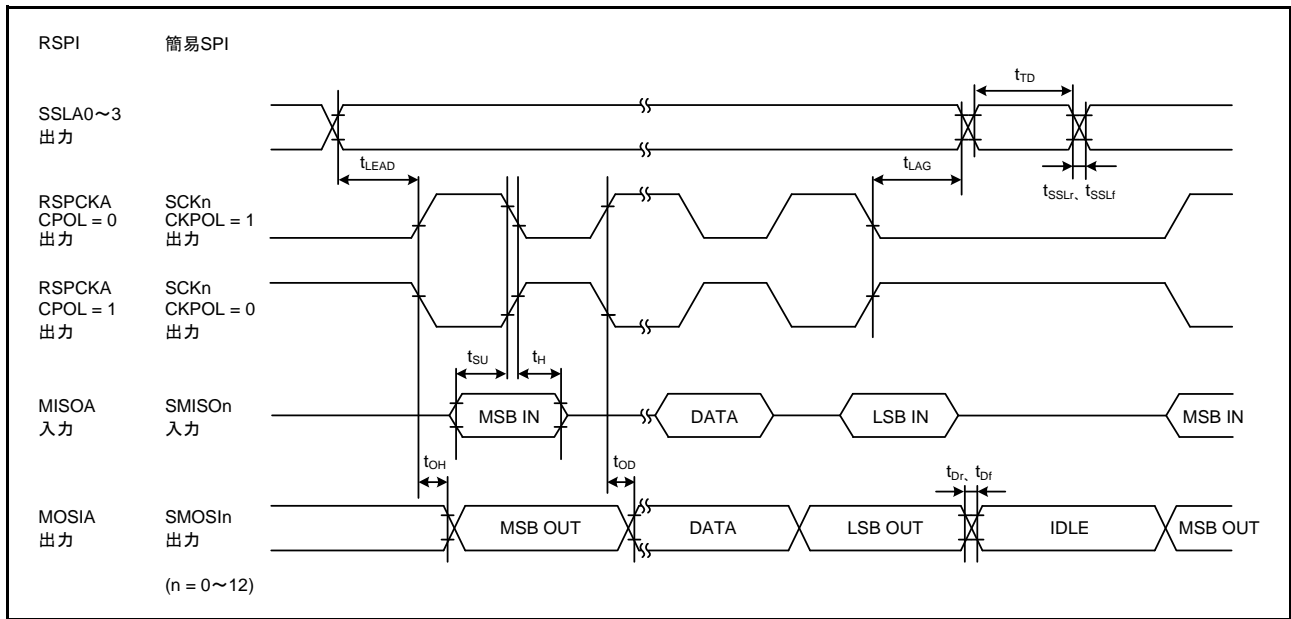 RSPI 簡易SPI
tTD
SSLA0～3
出力
tLEAD
tLAG
tSSLr、tSSLf
RSPCKA SCKn
CPOL = 0 CKPOL = 1
出力 出力
RSPCKA SCKn
CPOL = 1 CKPOL = 0
出力 出力
tSU tH
MISOA SMISOn
入力 入力
MSB IN DATA LSB IN MSB IN
tOH tOD tDr、tDf
MOSIA SMOSIn
出力 出力
MSB OUT DATA LSB OUT IDLE MSB OUT
(n = 0～12)